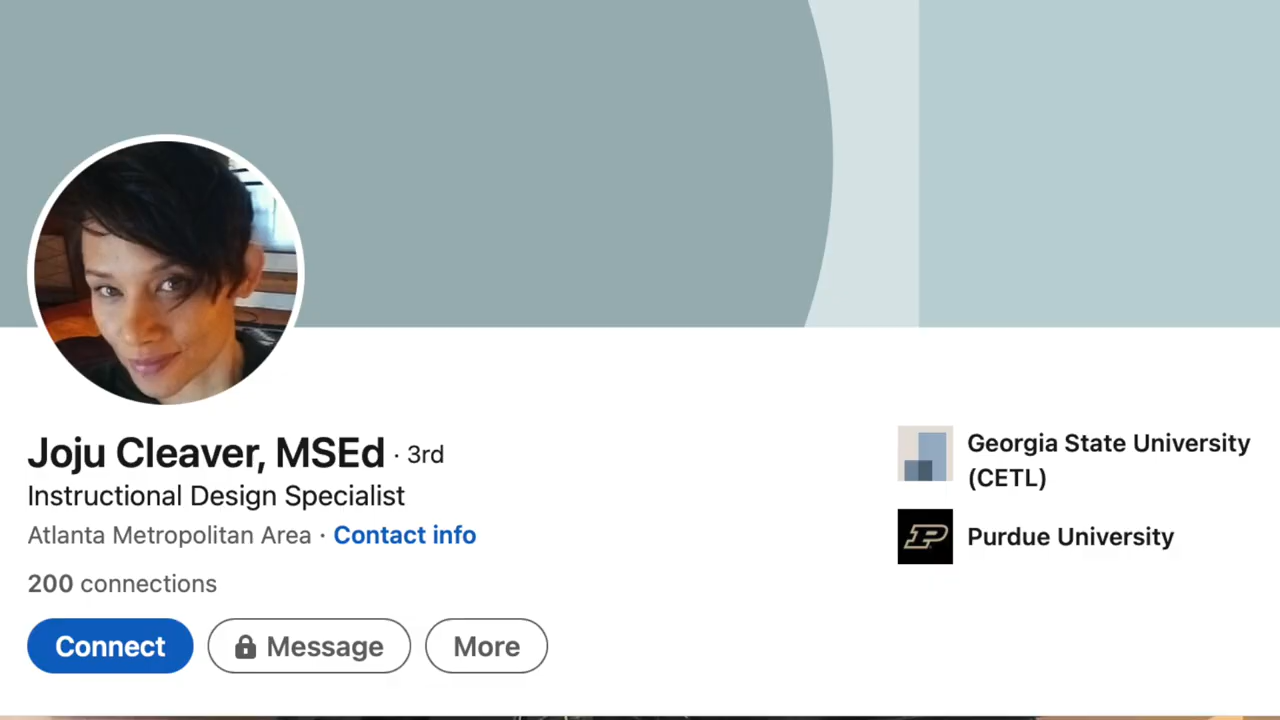 Joju Cleaver, MSEd · 3rd
Instructional Design Specialist
Atlanta Metropolitan Area · Contact info
200 connections
Connect
Message
More
Georgia State University
(CETL)
P
Purdue University